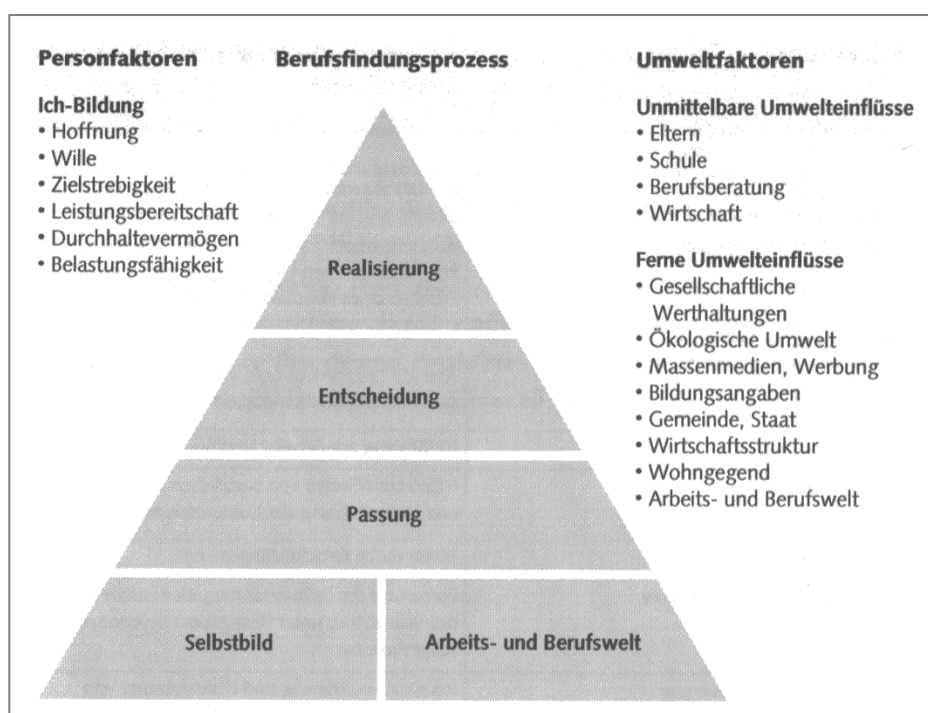 Personfaktoren
Ich-Bildung
• Hoffnung
• Wille
• Zielstrebigkeit
• Leistungsbereitschaft
• Durchhaltevermögen
• Belastungsfähigkeit
Berufsfindungsprozess
Realisierung
Entscheidung
Passung
Selbstbild
Arbeits- und Berufswelt
Umweltfaktoren
Unmittelbare Umwelteinflüsse
• Eltern
• Schule
• Berufsberatung
• Wirtschaft
Ferne Umwelteinflüsse
• Gesellschaftliche
Werthaltungen
• Ökologische Umwelt
• Massenmedien, Werbung
• Bildungsangaben
• Gemeinde, Staat
• Wirtschaftsstruktur
• Wohngegend
• Arbeits- und Berufswelt